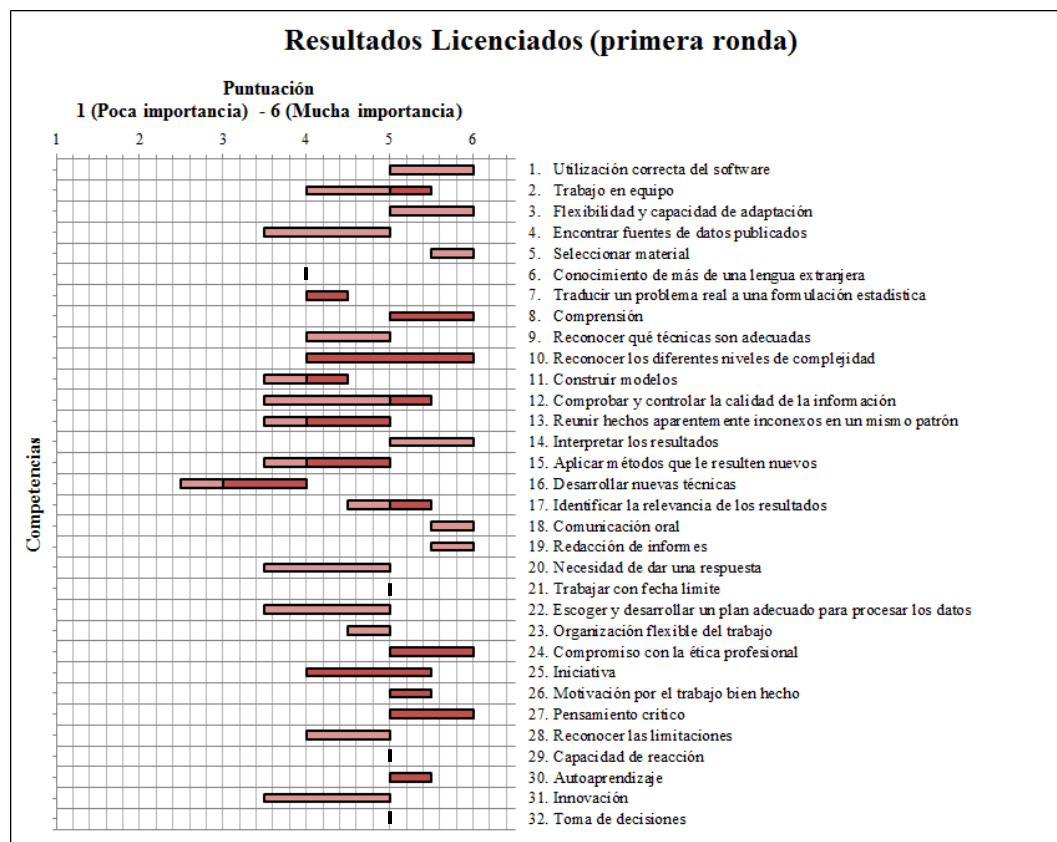 Resultados Licenciados (primera ronda)
Puntuación
1 (Poca importancia) - 6 (Mucha importancia)
1 2 3 4 5 6
Competencias
1. Utilización correcta del software
2. Trabajo en equipo
3. Flexibilidad y capacidad de adaptación
4. Encontrar fuentes de datos publicados
5. Seleccionar material
6. Conocimiento de más de una lengua extranjera
7. Traducir un problema real a una formulación estadística
8. Comprensión
9. Reconocer qué técnicas son adecuadas
10. Reconocer los diferentes niveles de complejidad
11. Construir modelos
12. Comprobar y controlar la calidad de la información
13. Reunir hechos aparentemente inconexos en un mismo patrón
14. Interpretar los resultados
15. Aplicar métodos que le resulten nuevos
16. Desarrollar nuevas técnicas
17. Identificar la relevancia de los resultados
18. Comunicación oral
19. Redacción de informes
20. Necesidad de dar una respuesta
21. Trabajar con fecha límite
22. Escoger y desarrollar un plan adecuado para procesar los datos
23. Organización flexible del trabajo
24. Compromiso con la ética profesional
25. Iniciativa
26. Motivación por el trabajo bien hecho
27. Pensamiento crítico
28. Reconocer las limitaciones
29. Capacidad de reacción
30. Autoaprendizaje
31. Innovación
32. Toma de decisiones